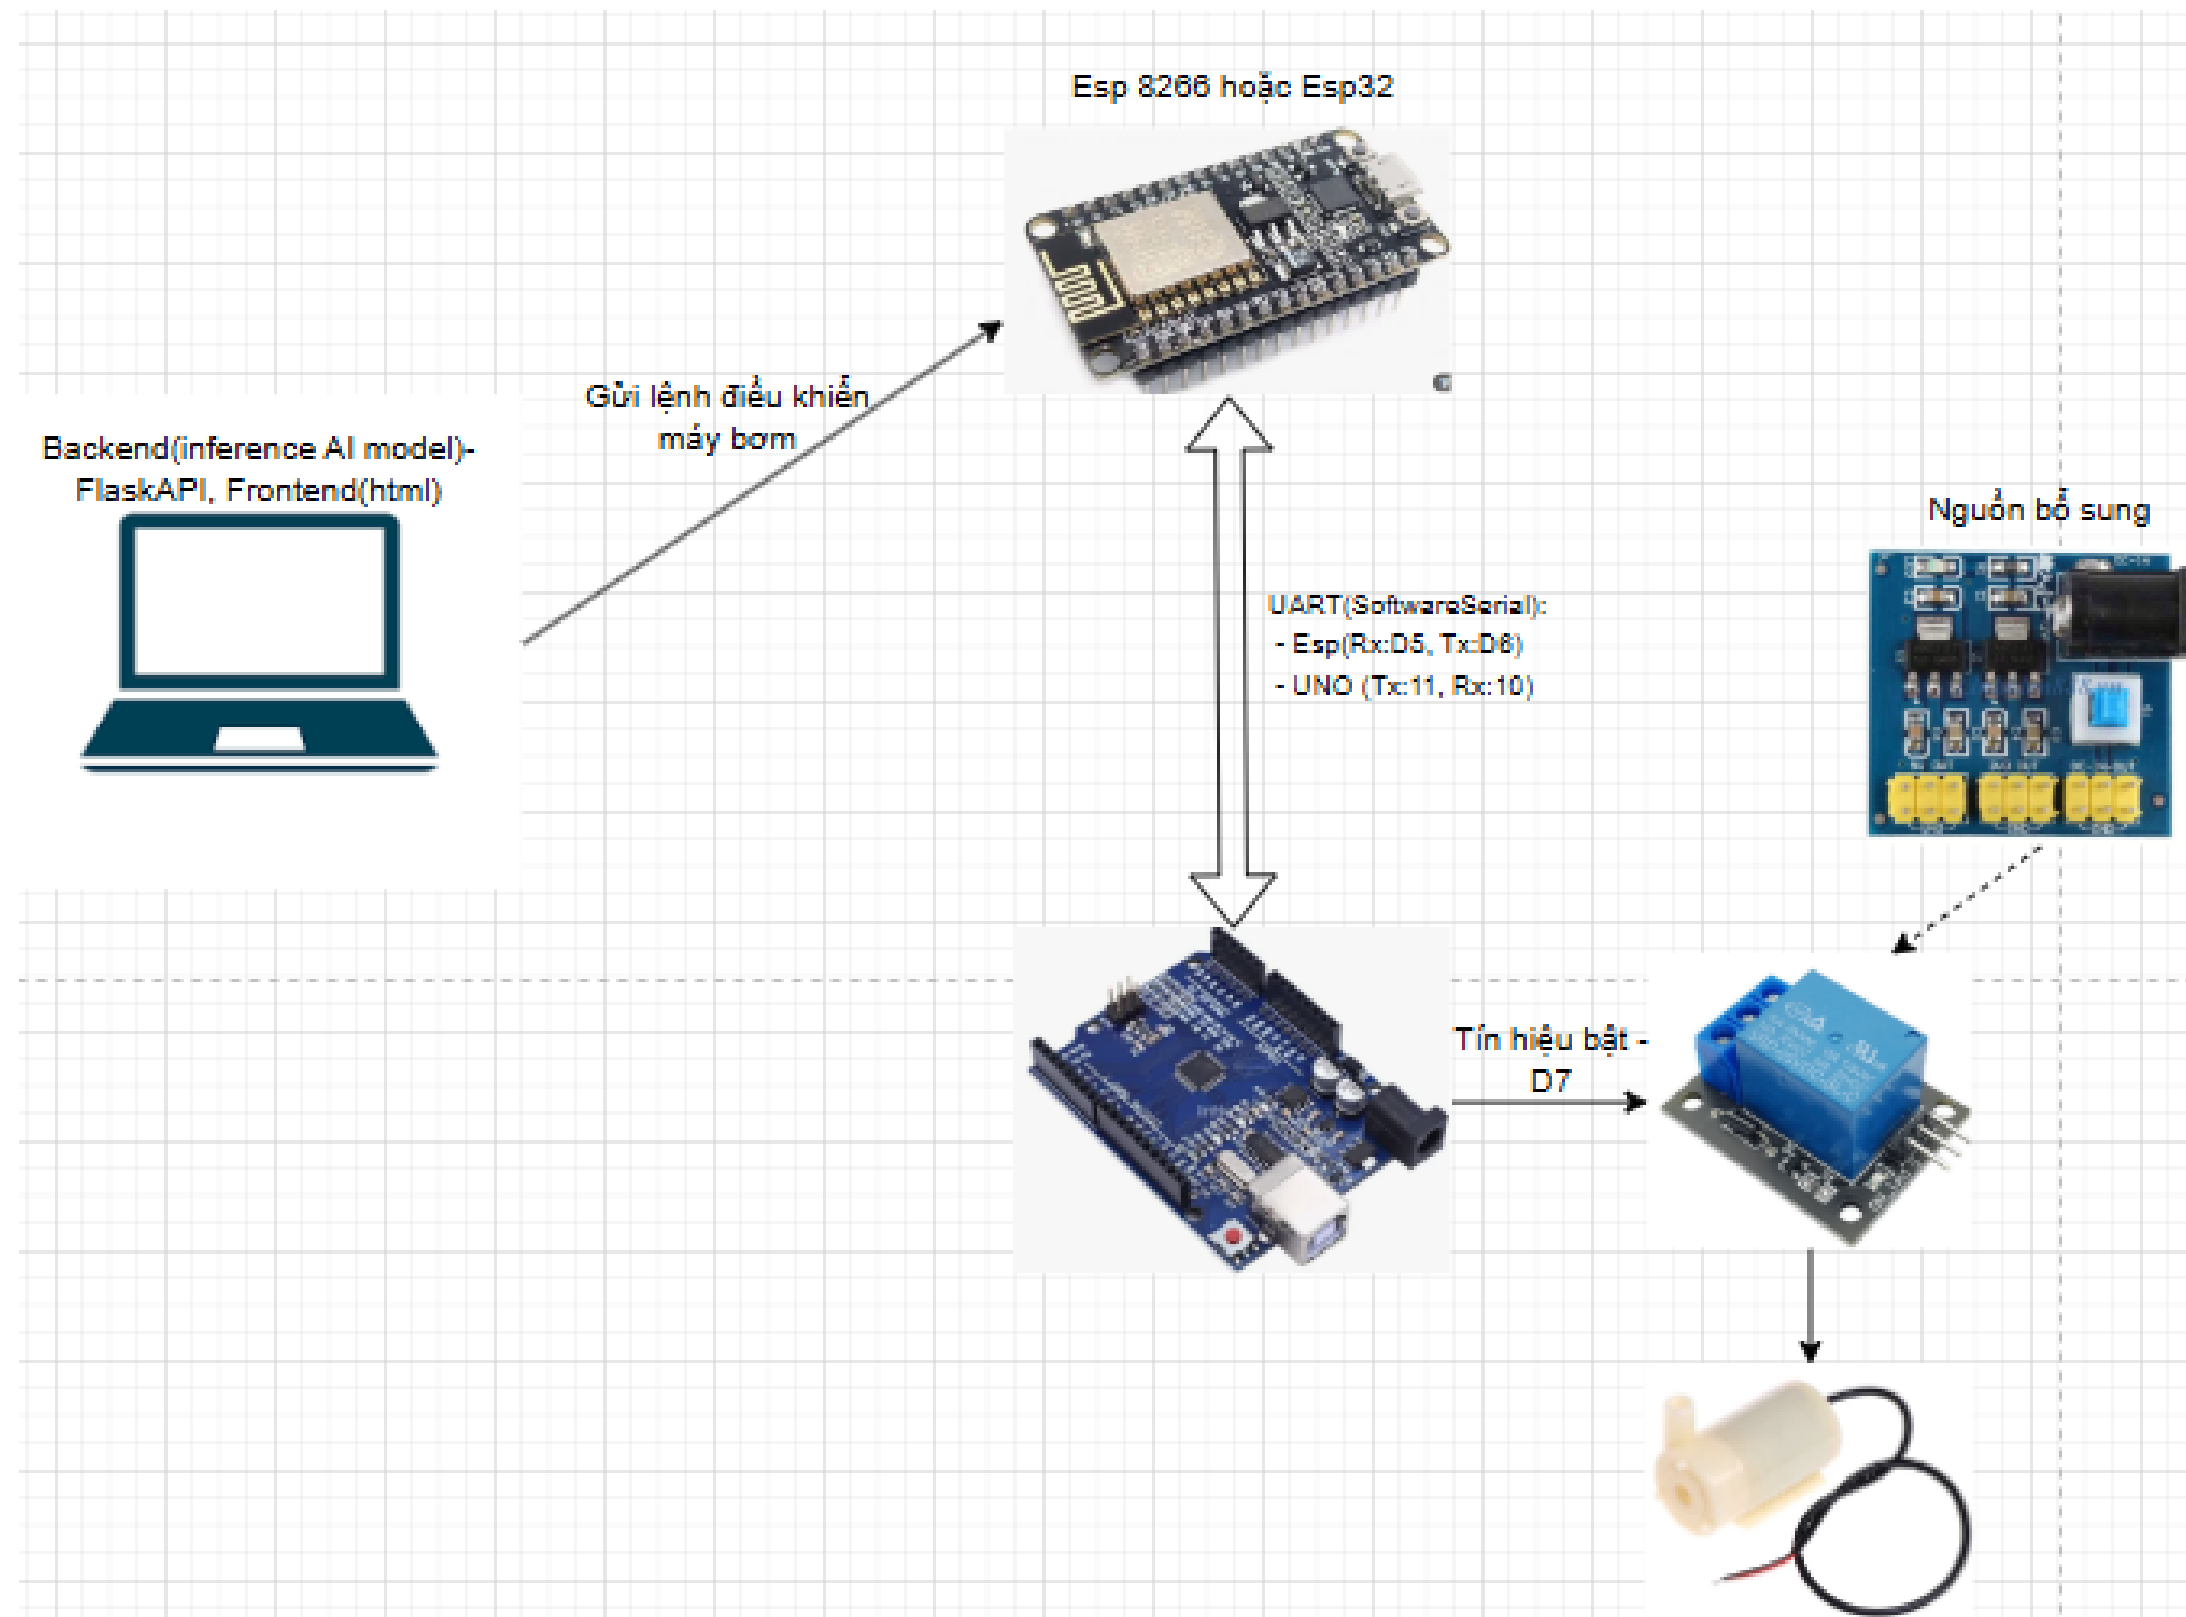 Esp 8266 hoặc Esp32
Gửi lệnh điều khiển
máy bơm
Backend(inference AI model)-
FlaskAPI, Frontend(html)
Nguồn bổ sung
UART(SoftwareSerial):
- Esp(Rx:D5, Tx:D6)
- UNO (Tx:11, Rx:10)
Tín hiệu bật -
D7